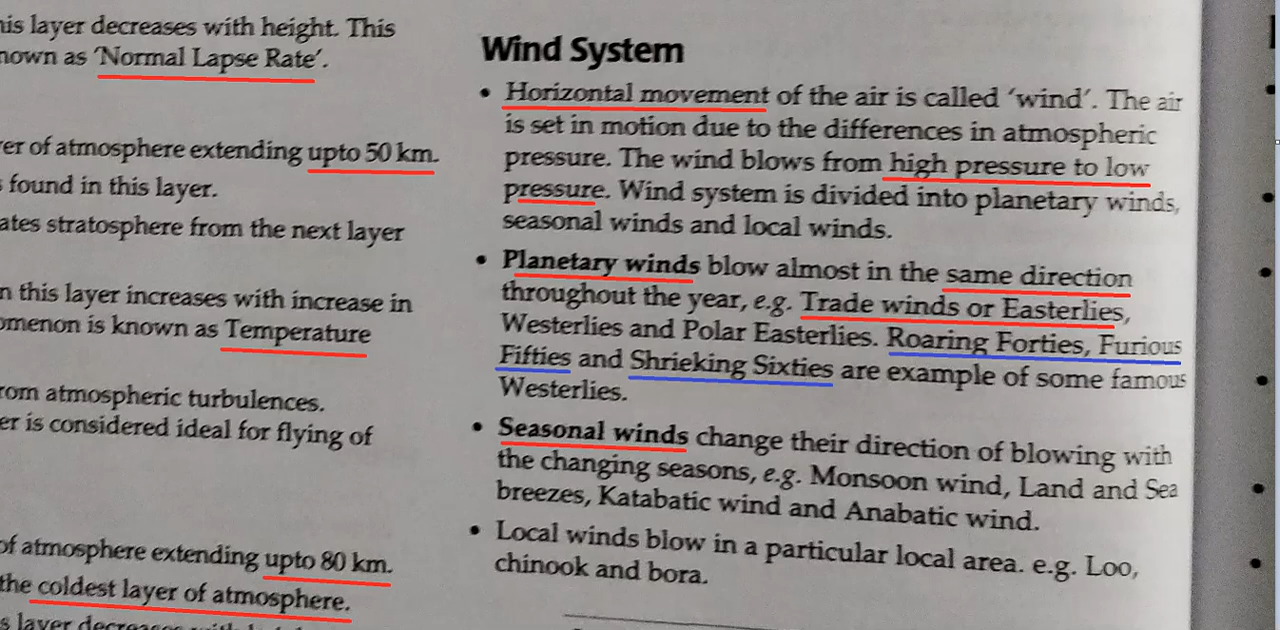 his layer decreases with height. This
nown as 'Normal Lapse Rate'.
er of atmosphere extending upto 50 km.
found in this layer.
ates stratosphere from the next layer
n this layer increases with increase in
omenon is known as Temperature
rom atmospheric turbulences.
er is considered ideal for flying of
of atmosphere extending upto 80 km.
the coldest layer of atmosphere.
s layer
Wind System
• Horizontal movement of the air is called 'wind'. The air
is set in motion due to the differences in atmospheric
pressure. The wind blows from high pressure to low
pressure. Wind system is divided into planetary winds,
seasonal winds and local winds.
• Planetary winds blow almost in the same direction
throughout the year, e.g. Trade winds or Easterlies,
Westerlies and Polar Easterlies. Roaring Forties, Furious
Fifties and Shrieking Sixties are example of some famous
Westerlies.
• Seasonal winds change their direction of blowing with
the changing seasons, e.g. Monsoon wind, Land and Sea
breezes, Katabatic wind and Anabatic wind.
• Local winds blow in a particular local area. e.g. Loo,
chinook and bora.